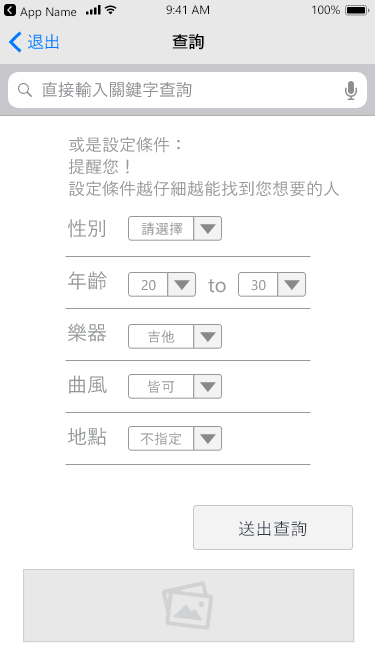 App Name 9:41 AM 100%
退出 查詢
直接輸入關鍵字查詢
或是設定條件：
提醒您！
設定條件越仔細越能找到您想要的人
性別 請選擇
年齡 20 to 30
樂器 吉他
曲風 皆可
地點 不指定
送出查詢